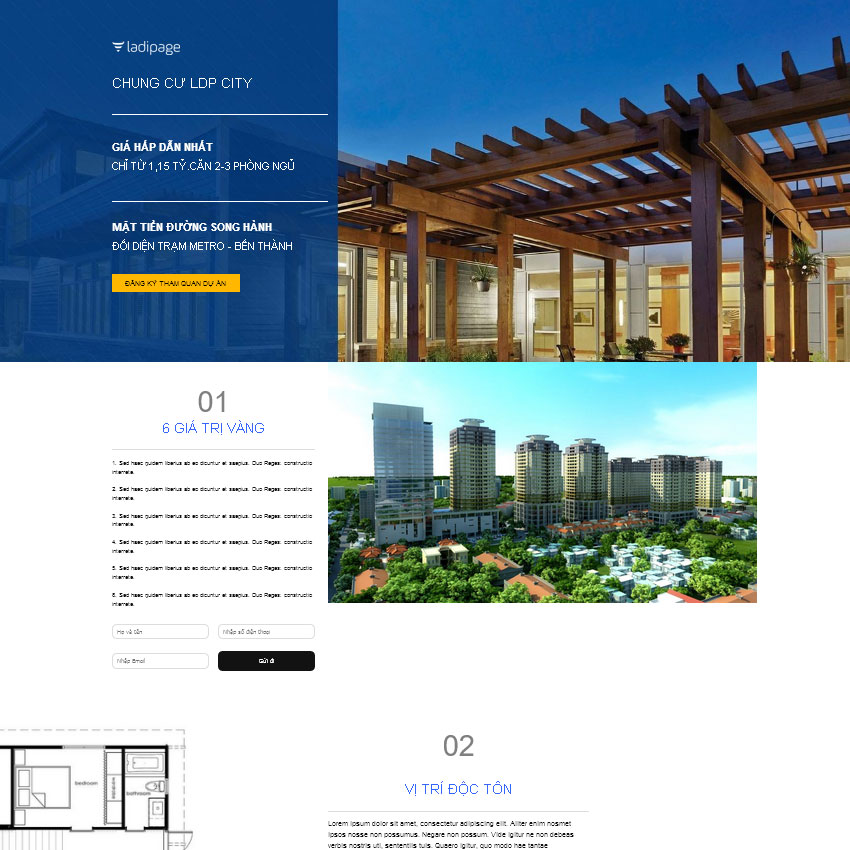 ladipage
CHUNG CƯ LDP CITY
GIÁ HẤP DẪN NHẤT
CHỈ TỪ 1,15 TỶ.CĂN 2-3 PHÒNG NGỦ
MẶT TIỀN ĐƯỜNG SONG HÀNH
ĐỐI DIỆN TRẠM METRO - BẾN THÀNH
ĐĂNG KÝ THAM QUAN DỰ ÁN
01
6 GIÁ TRỊ VÀNG
1. Sed haec quidem liberius ab eo dicuntur et saepius. Duo Reges: constructio
interrete.
2. Sed haec quidem liberius ab eo dicuntur et saepius. Duo Reges: constructio
interrete.
3. Sed haec quidem liberius ab eo dicuntur et saepius. Duo Reges: constructio
interrete.
4. Sed haec quidem liberius ab eo dicuntur et saepius. Duo Reges: constructio
interrete.
5. Sed haec quidem liberius ab eo dicuntur et saepius. Duo Reges: constructio
interrete.
6. Sed haec quidem liberius ab eo dicuntur et saepius. Duo Reges: constructio
interrete.
Họ và tên
Nhập số điện thoại
Nhập Email
Gửi đi
bedroom
bathroom
02
VỊ TRÍ ĐỘC TÔN
Lorem ipsum dolor sit amet, consectetur adipiscing elit. Aliter enim nosmet
ipsos nosse non possumus. Negare non possum. Vide igitur ne non debeas
verbis nostris uti, sententiis tuis. Quaero igitur, quo modo hae tantae